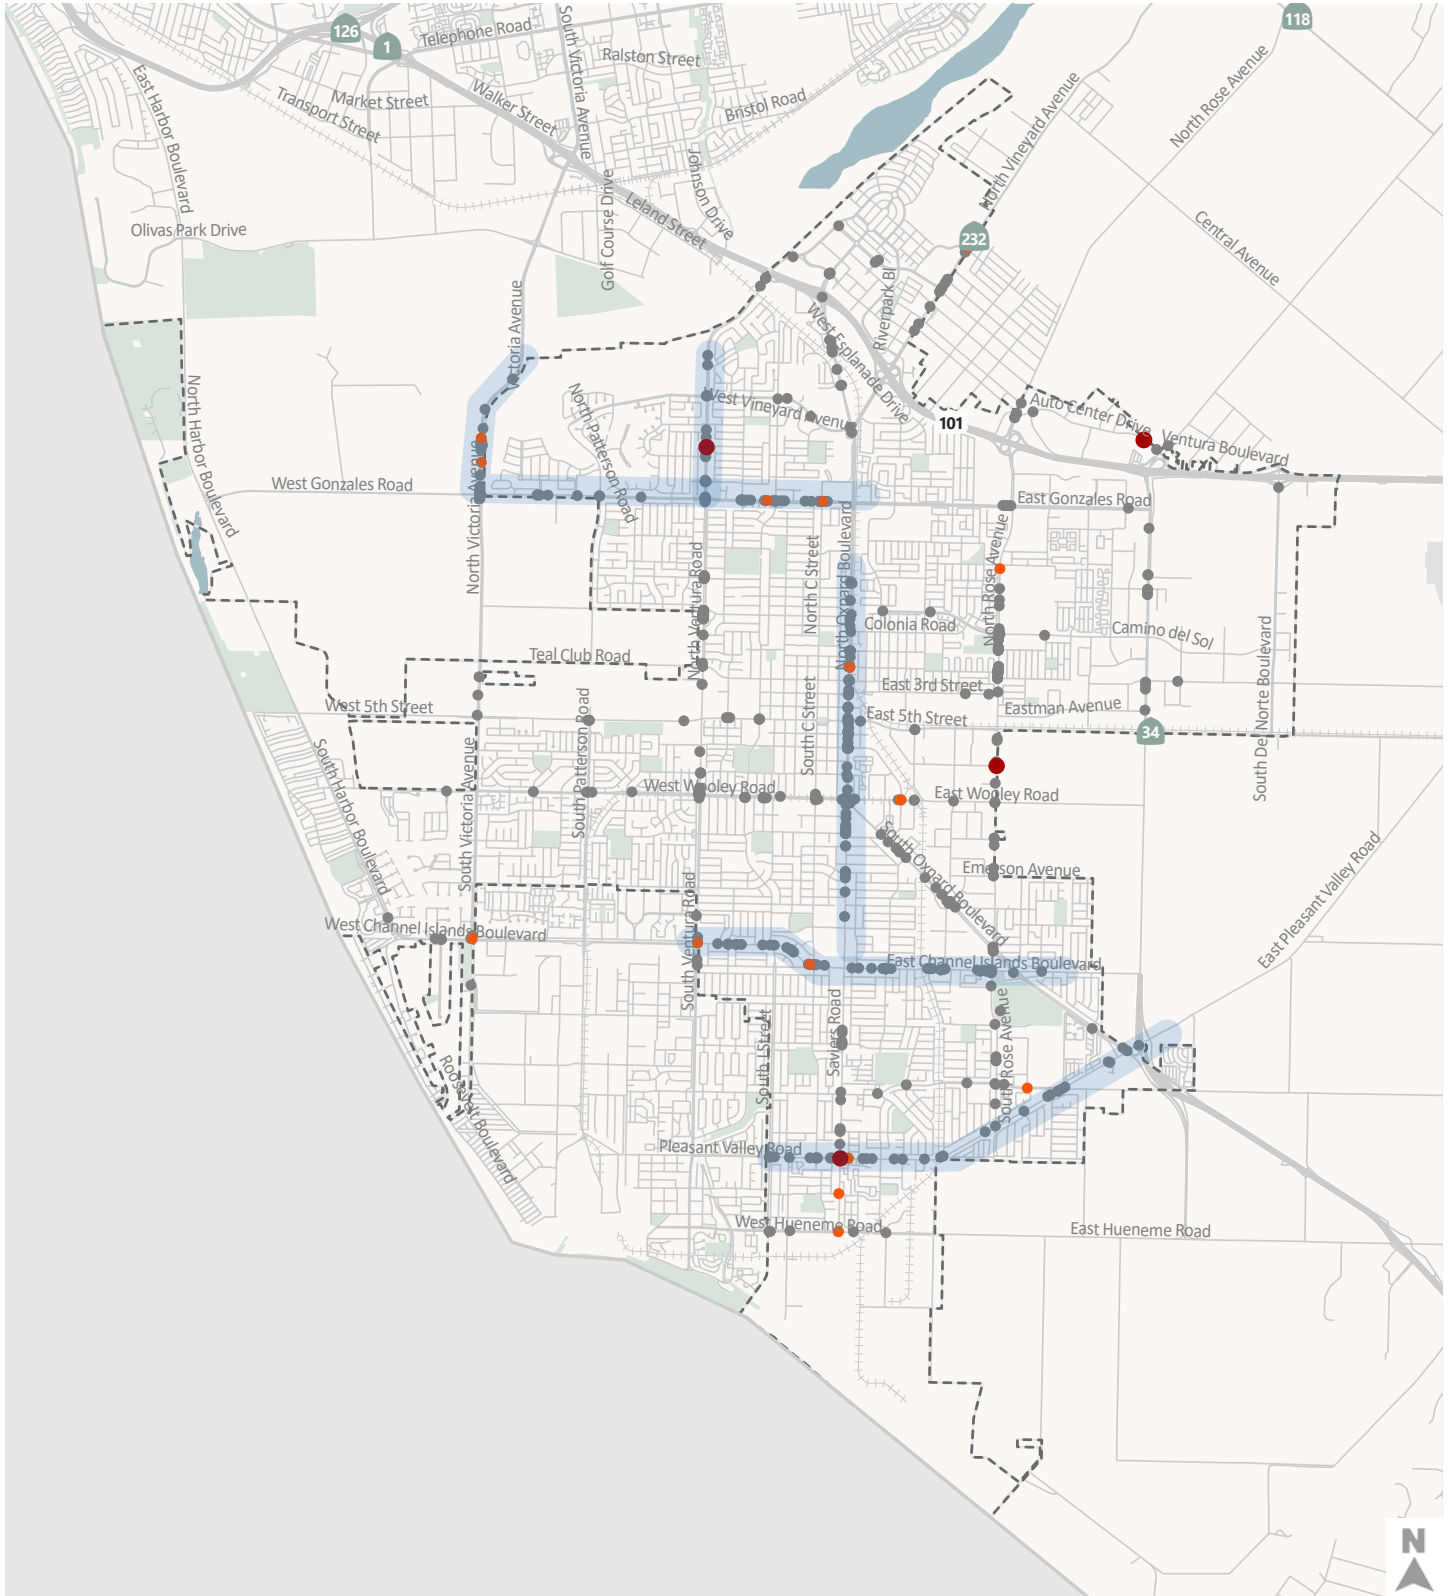 118
126
1
Telephone Road
South Victoria Avenue
Ralston Street
East Harbor Boulevard
Market Street
Transport Street
Walker Street
Bristol Road
North Rose Avenue
North Vineyard Avenue
Johnson Drive
Golf Course Drive
Leland Street
Olivas Park Drive
232
Central Avenue
Riverpark Bl
Victoria Avenue
West Esplanade Drive
North Harbor Boulevard
North Patterson Road
West Vineyard Avenue
101
Auto Center Drive
Ventura Boulevard
North Victoria Avenue
West Gonzales Road
East Gonzales Road
North Ventura Road
North C Street
North Oxnard Boulevard
North Rose Avenue
Colonia Road
Camino del Sol
Teal Club Road
East 3rd Street
South Del Norte Boulevard
West 5th Street
South C Street
East 5th Street
Eastman Avenue
34
South Harbor Boulevard
South Victoria Avenue
South Patterson Road
West Wooley Road
East Wooley Road
South Oxnard Boulevard
Emerson Avenue
East Pleasant Valley Road
South Ventura Road
West Channel Islands Boulevard
East Channel Islands Boulevard
Saviers Road
South J Street
South Rose Avenue
Roosevelt Boulevard
Pleasant Valley Road
West Hueneme Road
East Hueneme Road
N